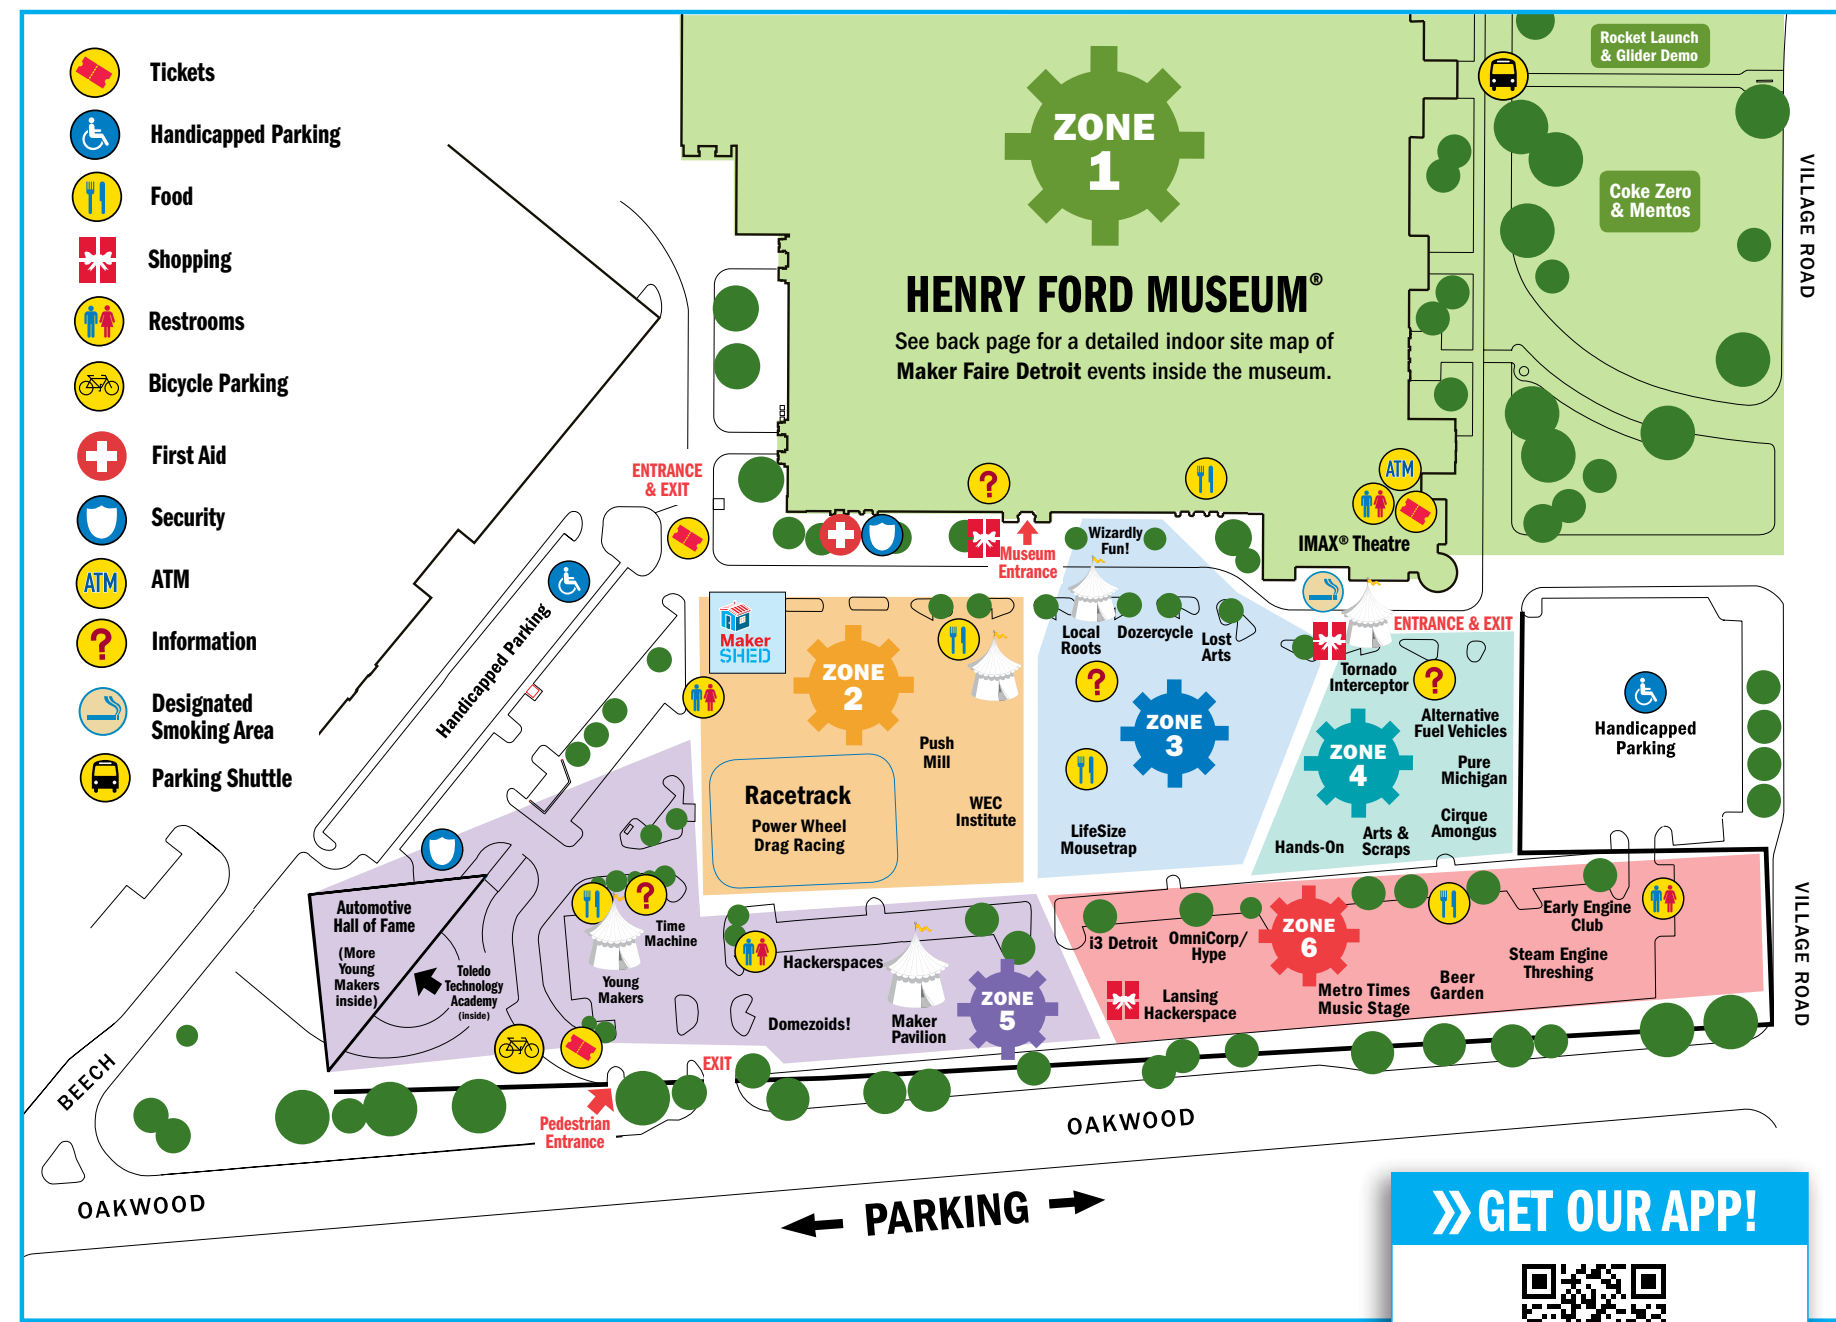 Tickets
Handicapped Parking
Food
Shopping
Restrooms
Bicycle Parking
First Aid
Security
ATM
ATM
Information
?
Designated
Smoking Area
Parking Shuttle
Rocket Launch
& Glider Demo
Coke Zero
& Mentos
VILLAGE ROAD
ZONE
1
HENRY FORD MUSEUM®
See back page for a detailed indoor site map of
Maker Faire Detroit events inside the museum.
ENTRANCE
& EXIT
?
ATM
IMAX® Theatre
Museum
Entrance
Wizardly
Fun!
Handicapped Parking
Maker
SHED
ZONE
2
Push
Mill
Racetrack
Power Wheel
Drag Racing
WEC
Institute
Local
Roots
Dozercycle
Lost
Arts
?
ZONE
3
LifeSize
Mousetrap
ENTRANCE & EXIT
Tornado
Interceptor
?
Alternative
Fuel Vehicles
ZONE
4
Pure
Michigan
Cirque
Amongus
Hands-On
Arts &
Scraps
Handicapped
Parking
Automotive
Hall of Fame
(More
Young
Makers
inside)
Toledo
Technology
Academy
(inside)
?
Time
Machine
Young
Makers
Hackerspaces
Domezoids!
Maker
Pavilion
ZONE
5
i3 Detroit
OmniCorp/
Hype
ZONE
6
Lansing
Hackerspace
Metro Times
Music Stage
Beer
Garden
Early Engine
Club
Steam Engine
Threshing
VILLAGE ROAD
EXIT
Pedestrian
Entrance
BEECH
OAKWOOD
OAKWOOD
PARKING
GET OUR APP!